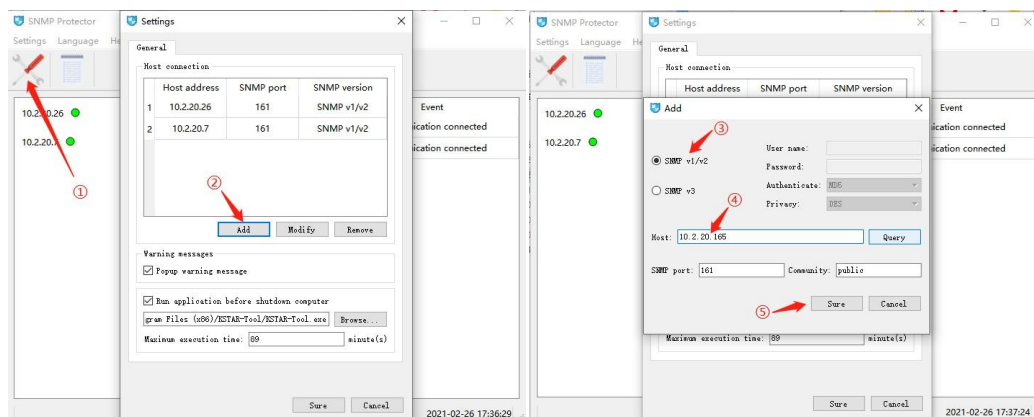 SNMP Protector
Settings Language He
10.2.20.26
10.2.20.7
①
Settings
General
Host connection
Host address SNMP port SNMP version
1 10.2.20.26 161 SNMP v1/v2
2 10.2.20.7 161 SNMP v1/v2
②
Add Modify Remove
Warning messages
Popup warning message
Run application before shutdown computer
gram Files (x86)/KSTAR-Tool/KSTAR-Tool.exe Browse...
Maximum execution time: 89 minute(s)
Sure Cancel
Event
ication connected
ication connected
2021-02-26 17:36:29
SNMP Protector
Settings Language He
10.2.20.26
10.2.20.7
Settings
General
Host connection
Host address SNMP port SNMP version
Add
③
SNMP v1/v2
SNMP v3
User name:
Password:
Authenticate: MD5
Privacy: DES
④
Host: 10.2.20.165 Query
SNMP port: 161 Community: public
⑤
Sure Cancel
Maximum execution time: 89 minute(s)
Sure Cancel
Event
ication connected
ication connected
2021-02-26 17:37:24